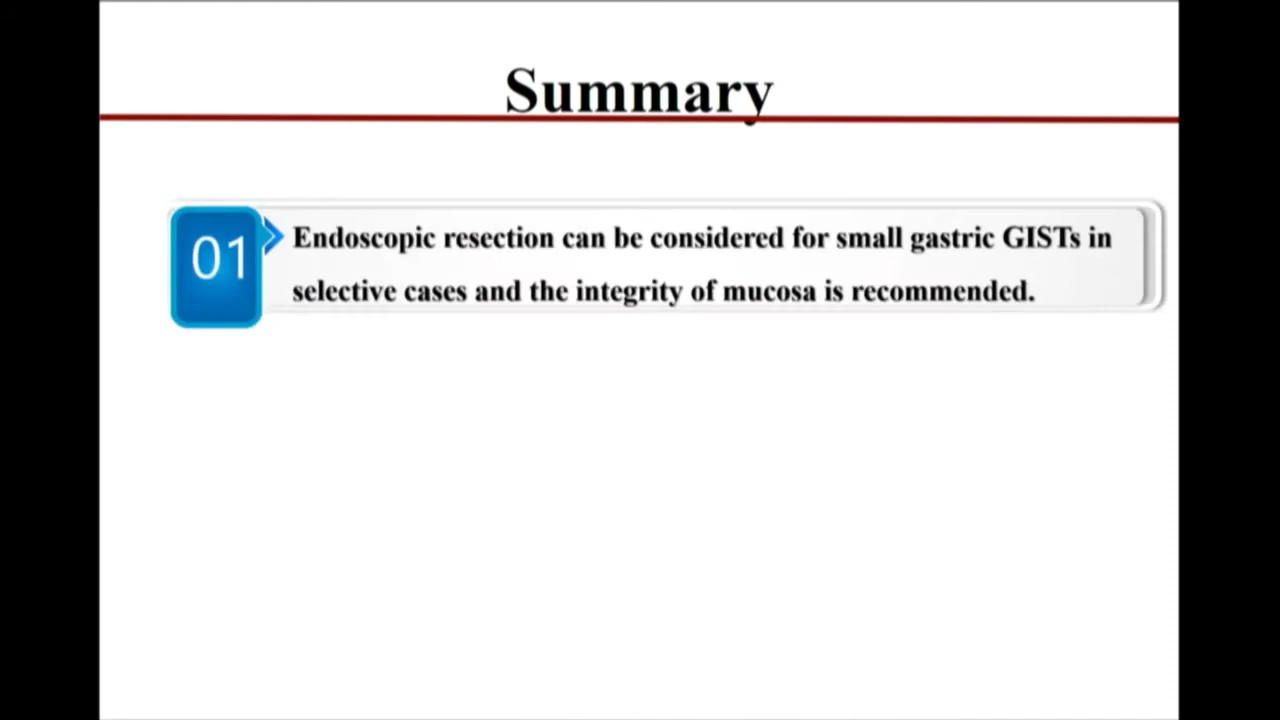 Summary
01
Endoscopic resection can be considered for small gastric GISTs in
selective cases and the integrity of mucosa is recommended.